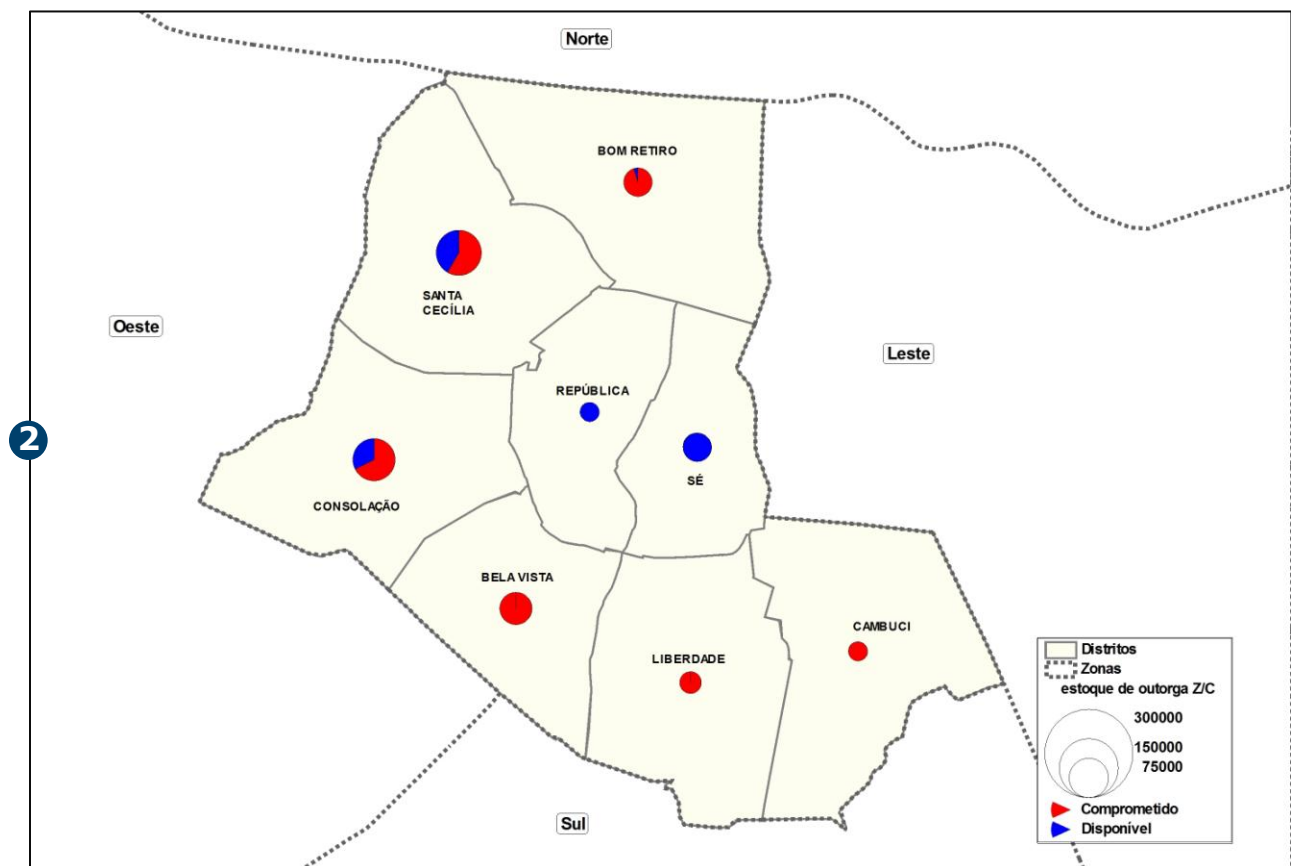 Norte
BOM RETIRO
SANTA
CECÍLIA
Oeste
Leste
REPÚBLICA
2
SÉ
CONSOLAÇÃO
BELA VISTA
CAMBUCI
LIBERDADE
Sul
Distritos
Zonas
estoque de outorga Z/C
300000
150000
75000
Comprometido
Disponível